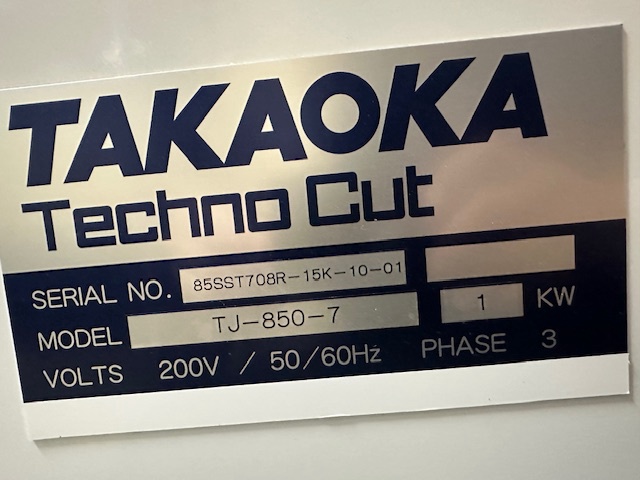 TAKAOKA
Techno Cut
SERIAL NO. 85SST708R-15K-10-01
MODEL TJ-850-7 1 KW
VOLTS 200V / 50/60Hz PHASE 3